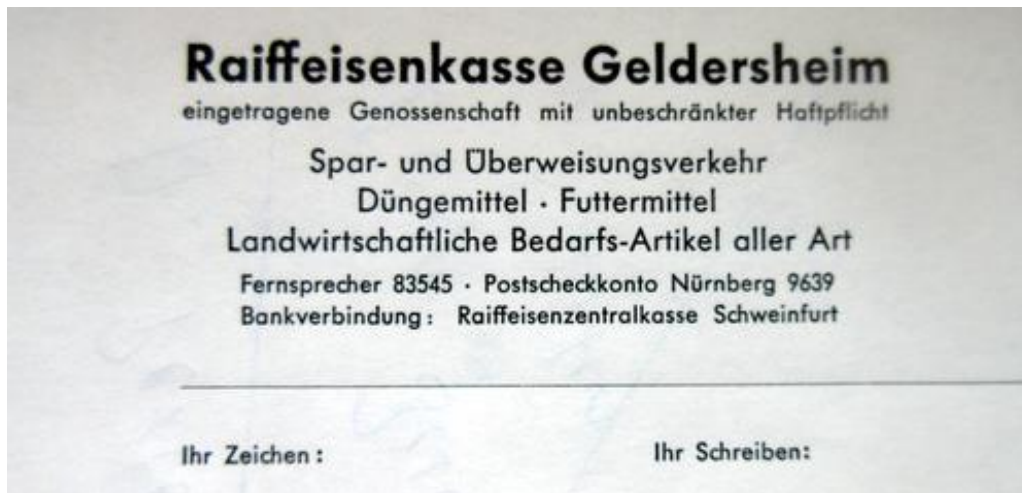 Raiffeisenkasse Geldersheim
eingetragene Genossenschaft mit unbeschränkter Haftpflicht
Spar- und Überweisungsverkehr
Düngemittel · Futtermittel
Landwirtschaftliche Bedarfs-Artikel aller Art
Fernsprecher 83545 · Postscheckkonto Nürnberg 9639
Bankverbindung: Raiffeisenzentralkasse Schweinfurt
Ihr Zeichen: Ihr Schreiben: